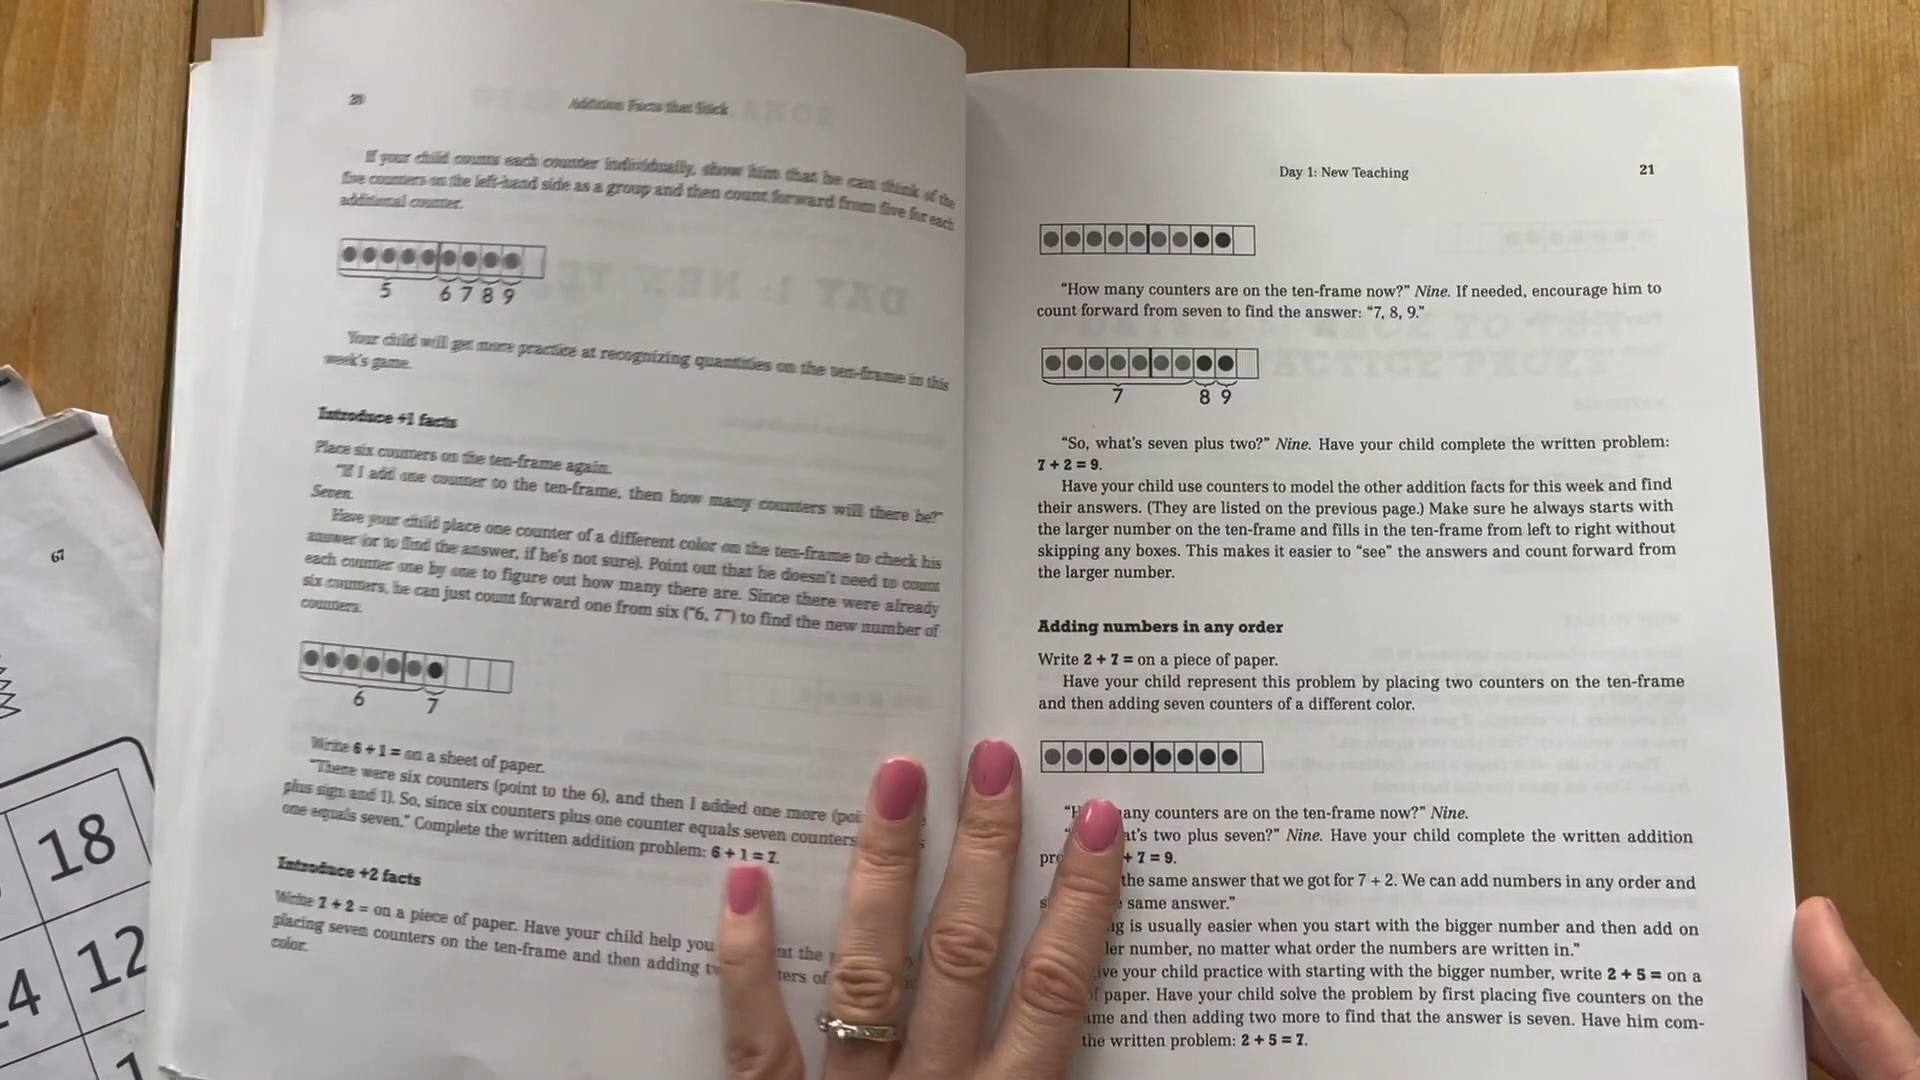 20
Addition Facts that Stick
If your child counts each counter individually, show him that he can think of the
five counters on the left-hand side as a group and then count forward from five for each
additional counter.
5 6 7 8 9
Your child will get more practice at recognizing quantities on the ten-frame in this
week's game.
Introduce +1 facts
Place six counters on the ten-frame again.
"If I add one counter to the ten-frame, then how many counters will there be?"
Seven.
Have your child place one counter of a different color on the ten-frame to check his
answer (or to find the answer, if he's not sure). Point out that he doesn't need to count
each counter one by one to figure out how many there are. Since there were already
six counters, he can just count forward one from six ("6, 7") to find the new number of
counters.
6 7
Write 6 + 1 = on a sheet of paper.
"There were six counters (point to the 6), and then I added one more
plus sign and 1). So, since six counters plus one counter equals seven counters
one equals seven." Complete the written addition problem: 6 + 1 = 7.
Introduce +2 facts
Write 7 + 2 = on a piece of paper. Have your child help you
placing seven counters on the ten-frame and then adding
color.
Day 1: New Teaching
21
"How many counters are on the ten-frame now?" Nine. If needed, encourage him to
count forward from seven to find the answer: "7, 8, 9."
7 8 9
"So, what's seven plus two?" Nine. Have your child complete the written problem:
7 + 2 = 9.
Have your child use counters to model the other addition facts for this week and find
their answers. (They are listed on the previous page.) Make sure he always starts with
the larger number on the ten-frame and fills in the ten-frame from left to right without
skipping any boxes. This makes it easier to "see" the answers and count forward from
the larger number.
Adding numbers in any order
Write 2 + 7 = on a piece of paper.
Have your child represent this problem by placing two counters on the ten-frame
and then adding seven counters of a different color.
many counters are on the ten-frame now?" Nine.
two plus seven?" Nine. Have your child complete the written addition
+ 7 = 9.
the same answer that we got for 7 + 2. We can add numbers in any order and
same answer."
is usually easier when you start with the bigger number and then add on
number, no matter what order the numbers are written in."
your child practice with starting with the bigger number, write 2 + 5 = on a
of paper. Have your child solve the problem by first placing five counters on the
and then adding two more to find that the answer is seven. Have him com-
the written problem: 2 + 5 = 7.
67
18
4 12
1